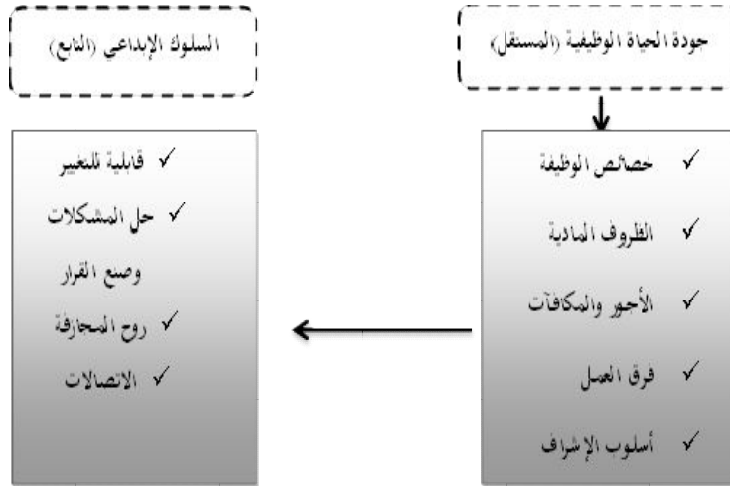 جودة الحياة الوظيفية (المستقل)
✓ خصائص الوظيفة
✓ الظروف المادية
✓ الأجور والمكافآت
✓ فرق العمل
✓ أسلوب الإشراف
السلوك الإبداعي (التابع)
✓ قابلية للتغيير
✓ حل المشكلات
وصنع القرار
✓ روح المجازفة
✓ الاتصالات